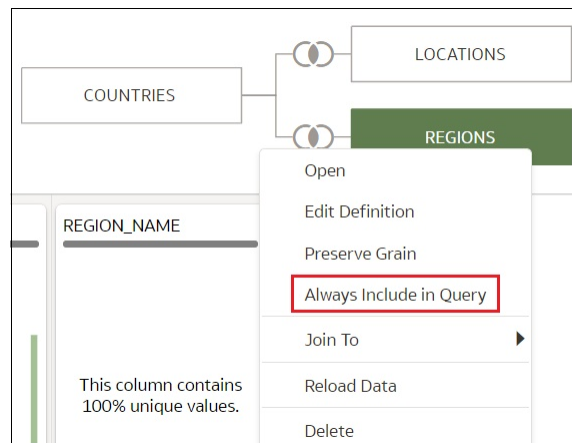 LOCATIONS
COUNTRIES
REGIONS
Open
Edit Definition
REGION_NAME
Preserve Grain
Always Include in Query
Join To
This column contains
100% unique values.
Reload Data
Delete